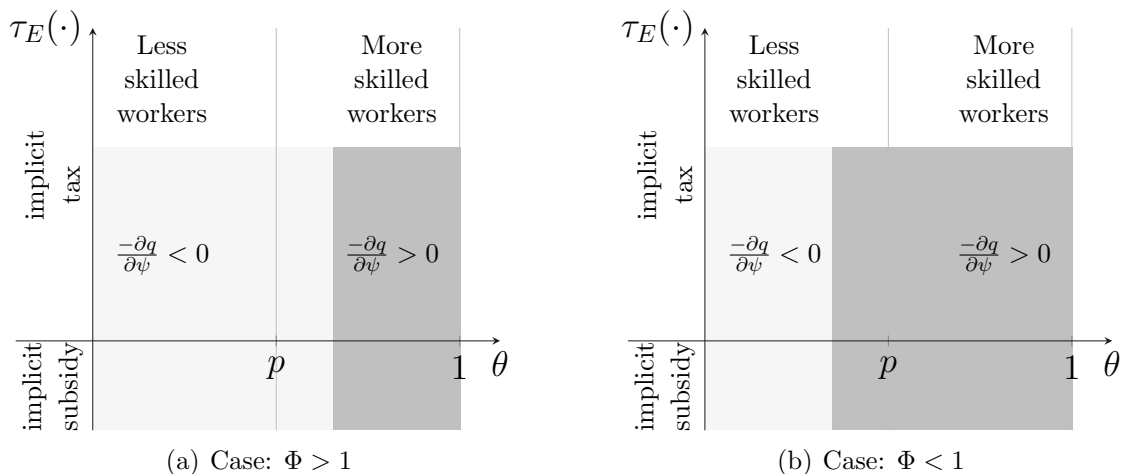 τ_E(·)
Less
skilled
workers
More
skilled
workers
implicit
tax
−∂q/∂ψ < 0
−∂q/∂ψ > 0
implicit
subsidy
p
1
θ
(a) Case: Φ > 1
τ_E(·)
Less
skilled
workers
More
skilled
workers
implicit
tax
−∂q/∂ψ < 0
−∂q/∂ψ > 0
implicit
subsidy
p
1
θ
(b) Case: Φ < 1